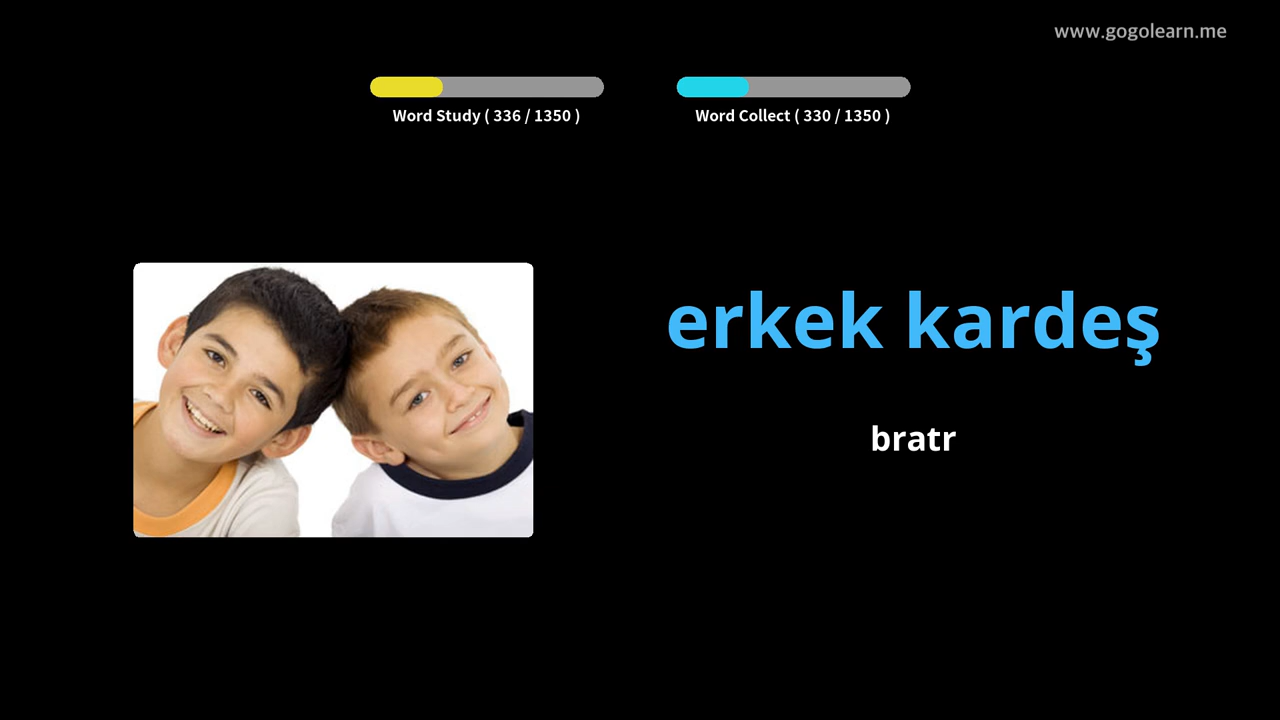 www.gogolearn.me
Word Study ( 336 / 1350 )
Word Collect ( 330 / 1350 )
erkek kardeş
bratr